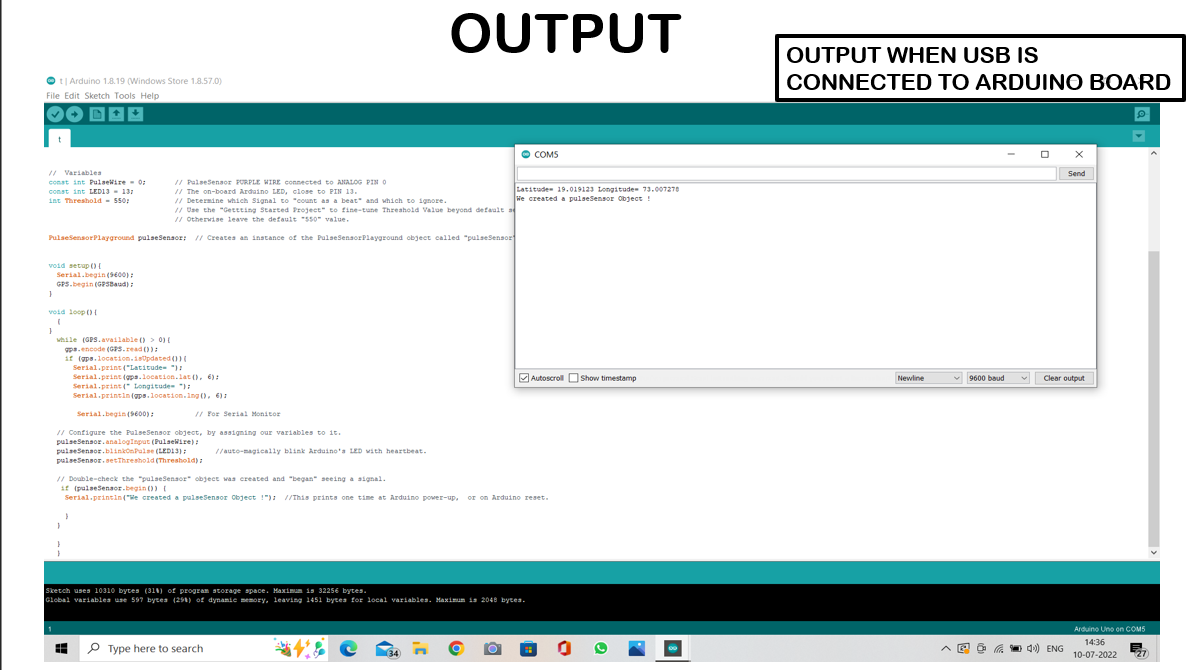 OUTPUT
OUTPUT WHEN USB IS
CONNECTED TO ARDUINO BOARD
t | Arduino 1.8.19 (Windows Store 1.8.57.0)
File Edit Sketch Tools Help
t
// Variables
const int PulseWire = 0; // PulseSensor PURPLE WIRE connected to ANALOG PIN 0
const int LED13 = 13; // The on-board Arduino LED, close to PIN 13.
int Threshold = 550; // Determine which Signal to "count as a beat" and which to ignore.
// Use the "Gettting Started Project" to fine-tune Threshold Value beyond default se
// Otherwise leave the default "550" value.
PulseSensorPlayground pulseSensor; // Creates an instance of the PulseSensorPlayground object called "pulseSensor"
void setup(){
Serial.begin(9600);
GPS.begin(GPSBaud);
}
void loop(){
{
}
while (GPS.available() > 0){
gps.encode(GPS.read());
if (gps.location.isUpdated()){
Serial.print("Latitude= ");
Serial.print(gps.location.lat(), 6);
Serial.print(" Longitude= ");
Serial.println(gps.location.lng(), 6);
Serial.begin(9600); // For Serial Monitor
// Configure the PulseSensor object, by assigning our variables to it.
pulseSensor.analogInput(PulseWire);
pulseSensor.blinkOnPulse(LED13); //auto-magically blink Arduino's LED with heartbeat.
pulseSensor.setThreshold(Threshold);
// Double-check the "pulseSensor" object was created and "began" seeing a signal.
if (pulseSensor.begin()) {
Serial.println("We created a pulseSensor Object !"); //This prints one time at Arduino power-up, or on Arduino reset.
}
}
}
}
COM5
Send
Latitude= 19.019123 Longitude= 73.007278
We created a pulseSensor Object !
Autoscroll Show timestamp Newline 9600 baud Clear output
Sketch uses 10310 bytes (31%) of program storage space. Maximum is 32256 bytes.
Global variables use 597 bytes (29%) of dynamic memory, leaving 1451 bytes for local variables. Maximum is 2048 bytes.
1 Arduino Uno on COM5
Type here to search 34 ENG 14:36 27
10-07-2022